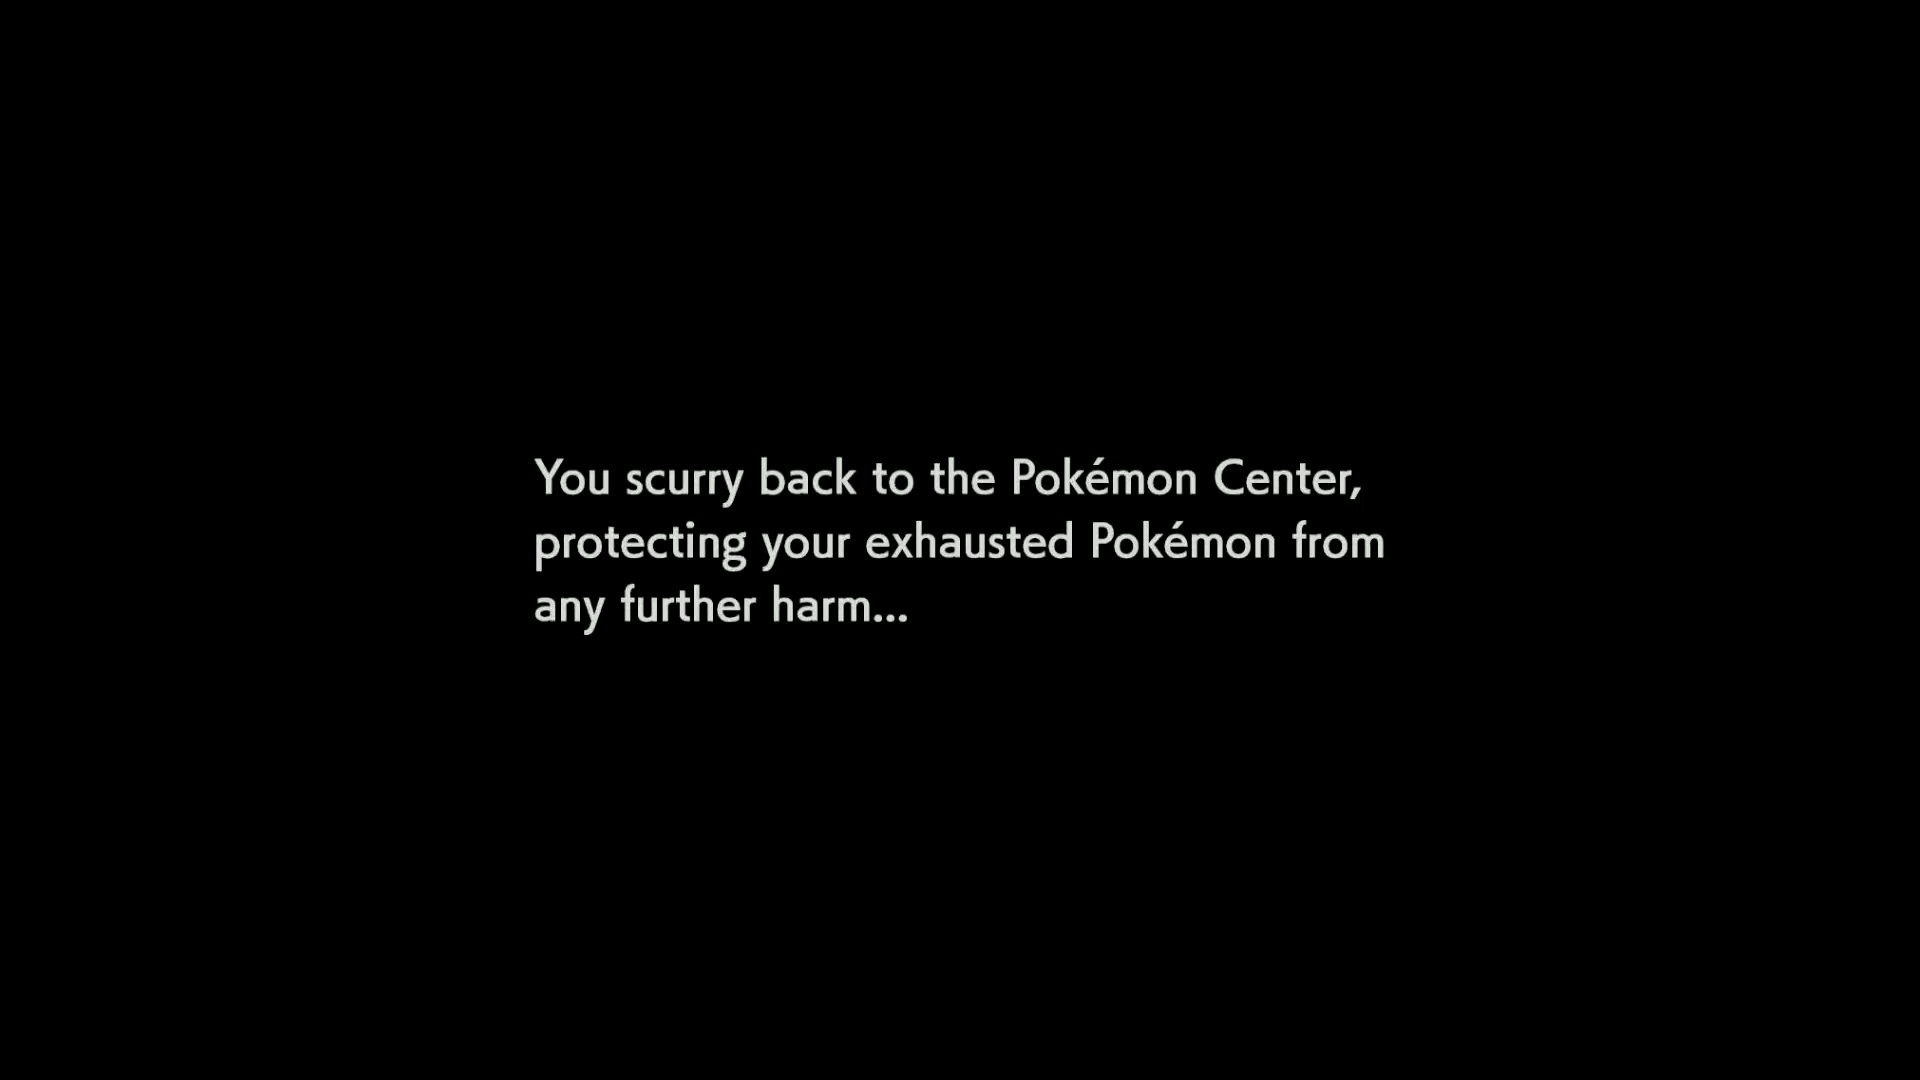 You scurry back to the Pokémon Center,
protecting your exhausted Pokémon from
any further harm...